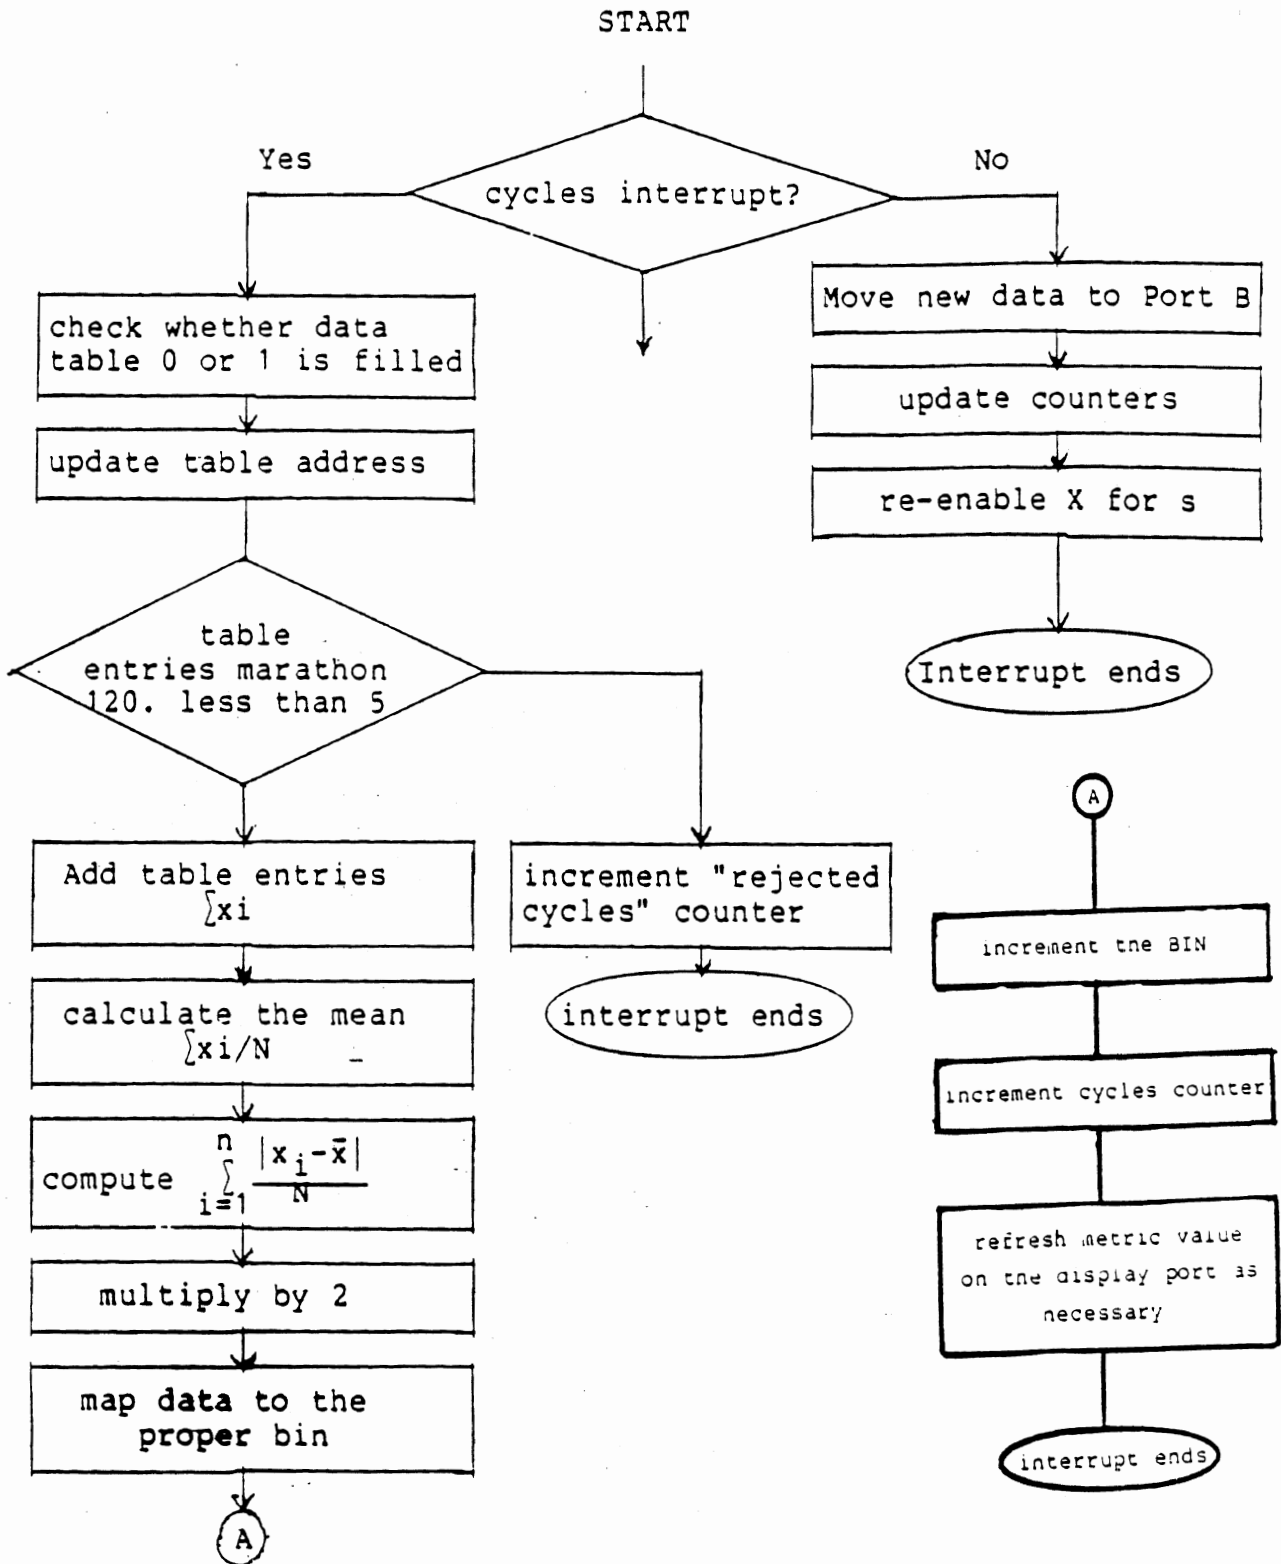 START
Yes
No
cycles interrupt?
check whether data
table 0 or 1 is filled
update table address
table
entries marathon
120. less than 5
Add table entries
∑xi
calculate the mean
∑xi/N
compute n∑i=1 |xi-x̄|/N
multiply by 2
map data to the
proper bin
A
increment "rejected
cycles" counter
interrupt ends
Move new data to Port B
update counters
re-enable X for s
Interrupt ends
A
increment tne BIN
increment cycles counter
refresh metric value
on the display port as
necessary
interrupt ends